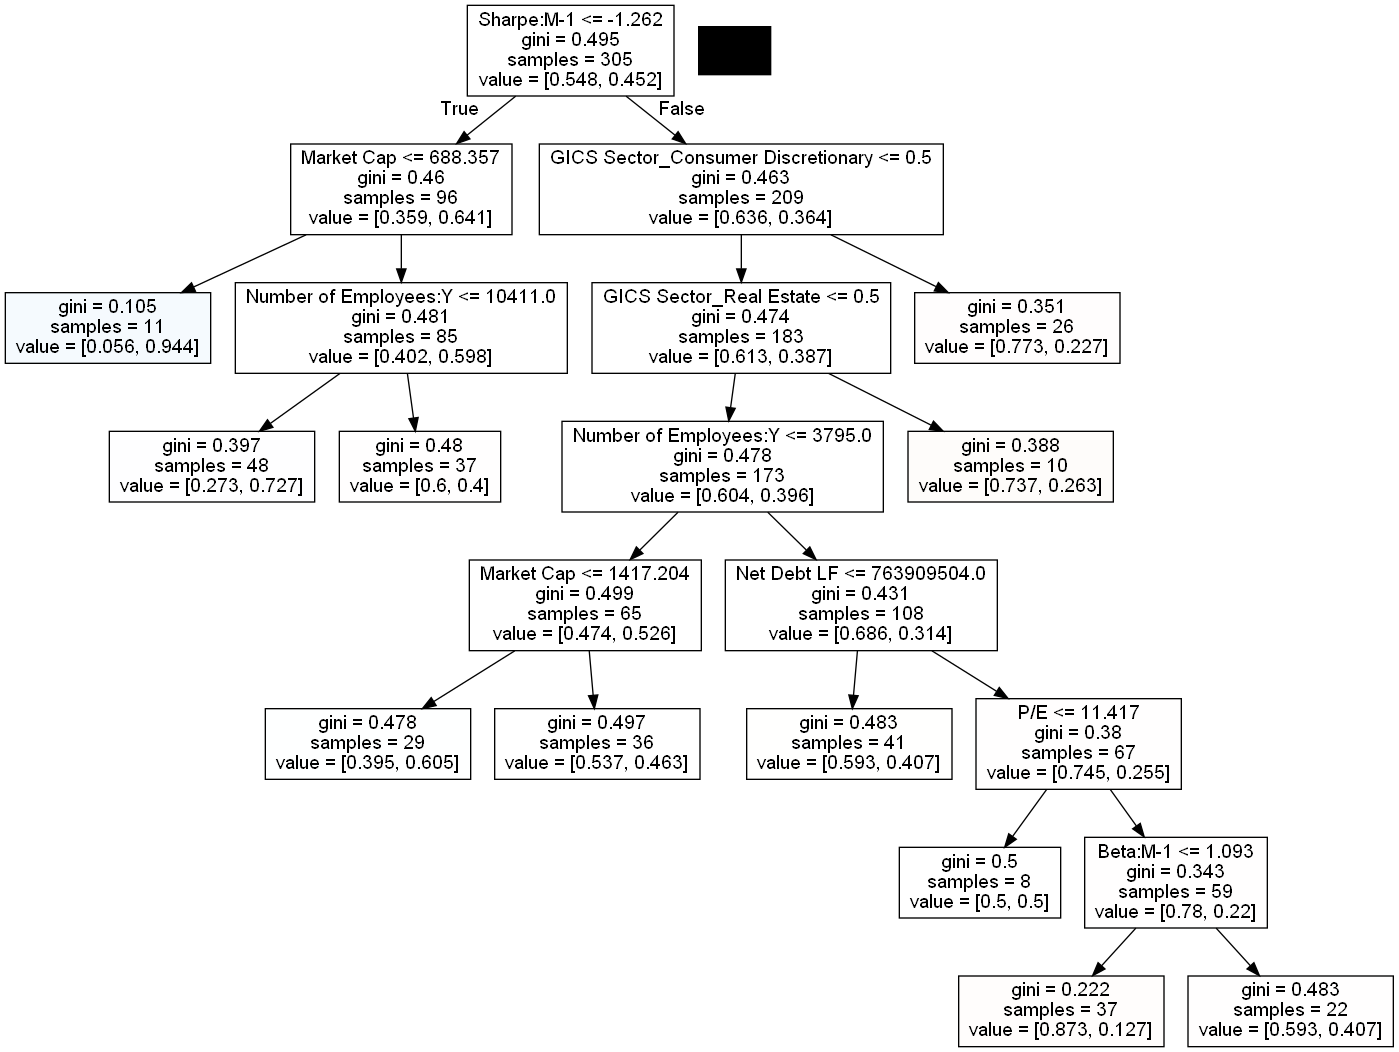 Sharpe:M-1 <= -1.262
gini = 0.495
samples = 305
value = [0.548, 0.452]
True
False
Market Cap <= 688.357
gini = 0.46
samples = 96
value = [0.359, 0.641]
GICS Sector_Consumer Discretionary <= 0.5
gini = 0.463
samples = 209
value = [0.636, 0.364]
gini = 0.105
samples = 11
value = [0.056, 0.944]
Number of Employees:Y <= 10411.0
gini = 0.481
samples = 85
value = [0.402, 0.598]
GICS Sector_Real Estate <= 0.5
gini = 0.474
samples = 183
value = [0.613, 0.387]
gini = 0.351
samples = 26
value = [0.773, 0.227]
gini = 0.397
samples = 48
value = [0.273, 0.727]
gini = 0.48
samples = 37
value = [0.6, 0.4]
Number of Employees:Y <= 3795.0
gini = 0.478
samples = 173
value = [0.604, 0.396]
gini = 0.388
samples = 10
value = [0.737, 0.263]
Market Cap <= 1417.204
gini = 0.499
samples = 65
value = [0.474, 0.526]
Net Debt LF <= 763909504.0
gini = 0.431
samples = 108
value = [0.686, 0.314]
gini = 0.478
samples = 29
value = [0.395, 0.605]
gini = 0.497
samples = 36
value = [0.537, 0.463]
gini = 0.483
samples = 41
value = [0.593, 0.407]
P/E <= 11.417
gini = 0.38
samples = 67
value = [0.745, 0.255]
gini = 0.5
samples = 8
value = [0.5, 0.5]
Beta:M-1 <= 1.093
gini = 0.343
samples = 59
value = [0.78, 0.22]
gini = 0.222
samples = 37
value = [0.873, 0.127]
gini = 0.483
samples = 22
value = [0.593, 0.407]